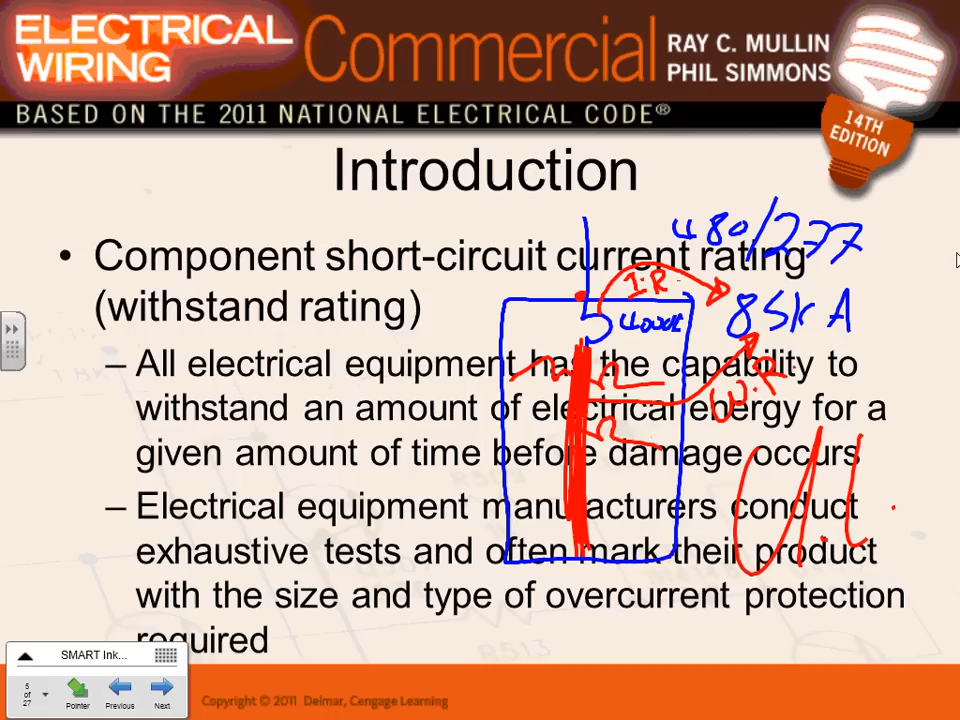 ELECTRICAL WIRING
Commercial
RAY C. MULLIN
PHIL SIMMONS
BASED ON THE 2011 NATIONAL ELECTRICAL CODE®
14TH
EDITION
Introduction
480/277
• Component short-circuit current rating
(withstand rating)
I.R.
85k A
– All electrical equipment has the capability to
withstand an amount of electrical energy for a
given amount of time before damage occurs
W.R.
– Electrical equipment manufacturers conduct
exhaustive tests and often mark their product
with the size and type of overcurrent protection
required
SMART Ink...
5
of
27
Pointer
Previous
Next
Copyright © 2011 Delmar, Cengage Learning